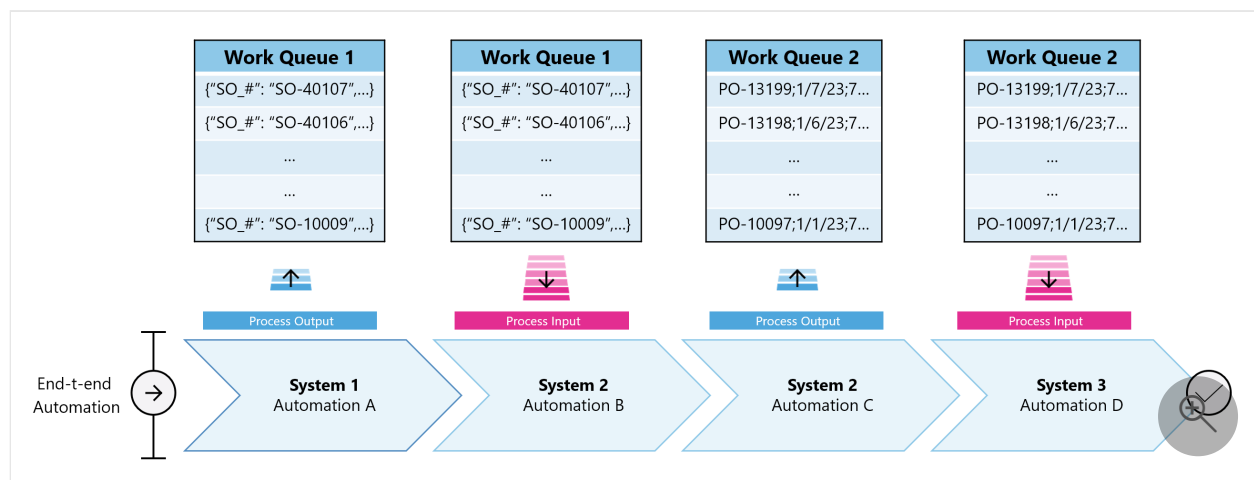 Work Queue 1
{“SO_#”: “SO-40107”,...}
{“SO_#”: “SO-40106”,...}
...
...
{“SO_#”: “SO-10009”,...}
Work Queue 1
{“SO_#”: “SO-40107”,...}
{“SO_#”: “SO-40106”,...}
...
...
{“SO_#”: “SO-10009”,...}
Work Queue 2
PO-13199;1/7/23;7...
PO-13198;1/6/23;7...
...
...
PO-10097;1/1/23;7...
Work Queue 2
PO-13199;1/7/23;7...
PO-13198;1/6/23;7...
...
...
PO-10097;1/1/23;7...
Process Output
Process Input
Process Output
Process Input
End-t-end
Automation
System 1
Automation A
System 2
Automation B
System 2
Automation C
System 3
Automation D